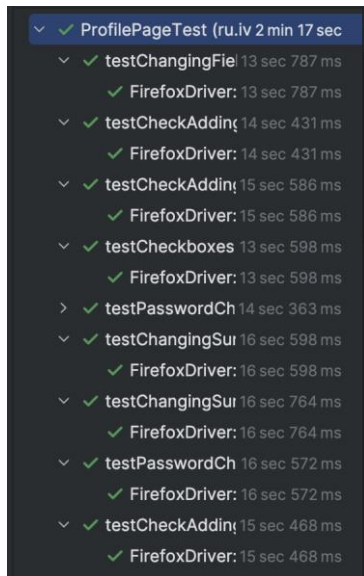 ProfilePageTest (ru.iv 2 min 17 sec
testChangingFiel 13 sec 787 ms
FirefoxDriver: 13 sec 787 ms
testCheckAdding 14 sec 431 ms
FirefoxDriver: 14 sec 431 ms
testCheckAdding 15 sec 586 ms
FirefoxDriver: 15 sec 586 ms
testCheckboxes 13 sec 598 ms
FirefoxDriver: 13 sec 598 ms
testPasswordCh 14 sec 363 ms
testChangingSur 16 sec 598 ms
FirefoxDriver: 16 sec 598 ms
testChangingSur 16 sec 764 ms
FirefoxDriver: 16 sec 764 ms
testPasswordCh 16 sec 572 ms
FirefoxDriver: 16 sec 572 ms
testCheckAdding 15 sec 468 ms
FirefoxDriver: 15 sec 468 ms